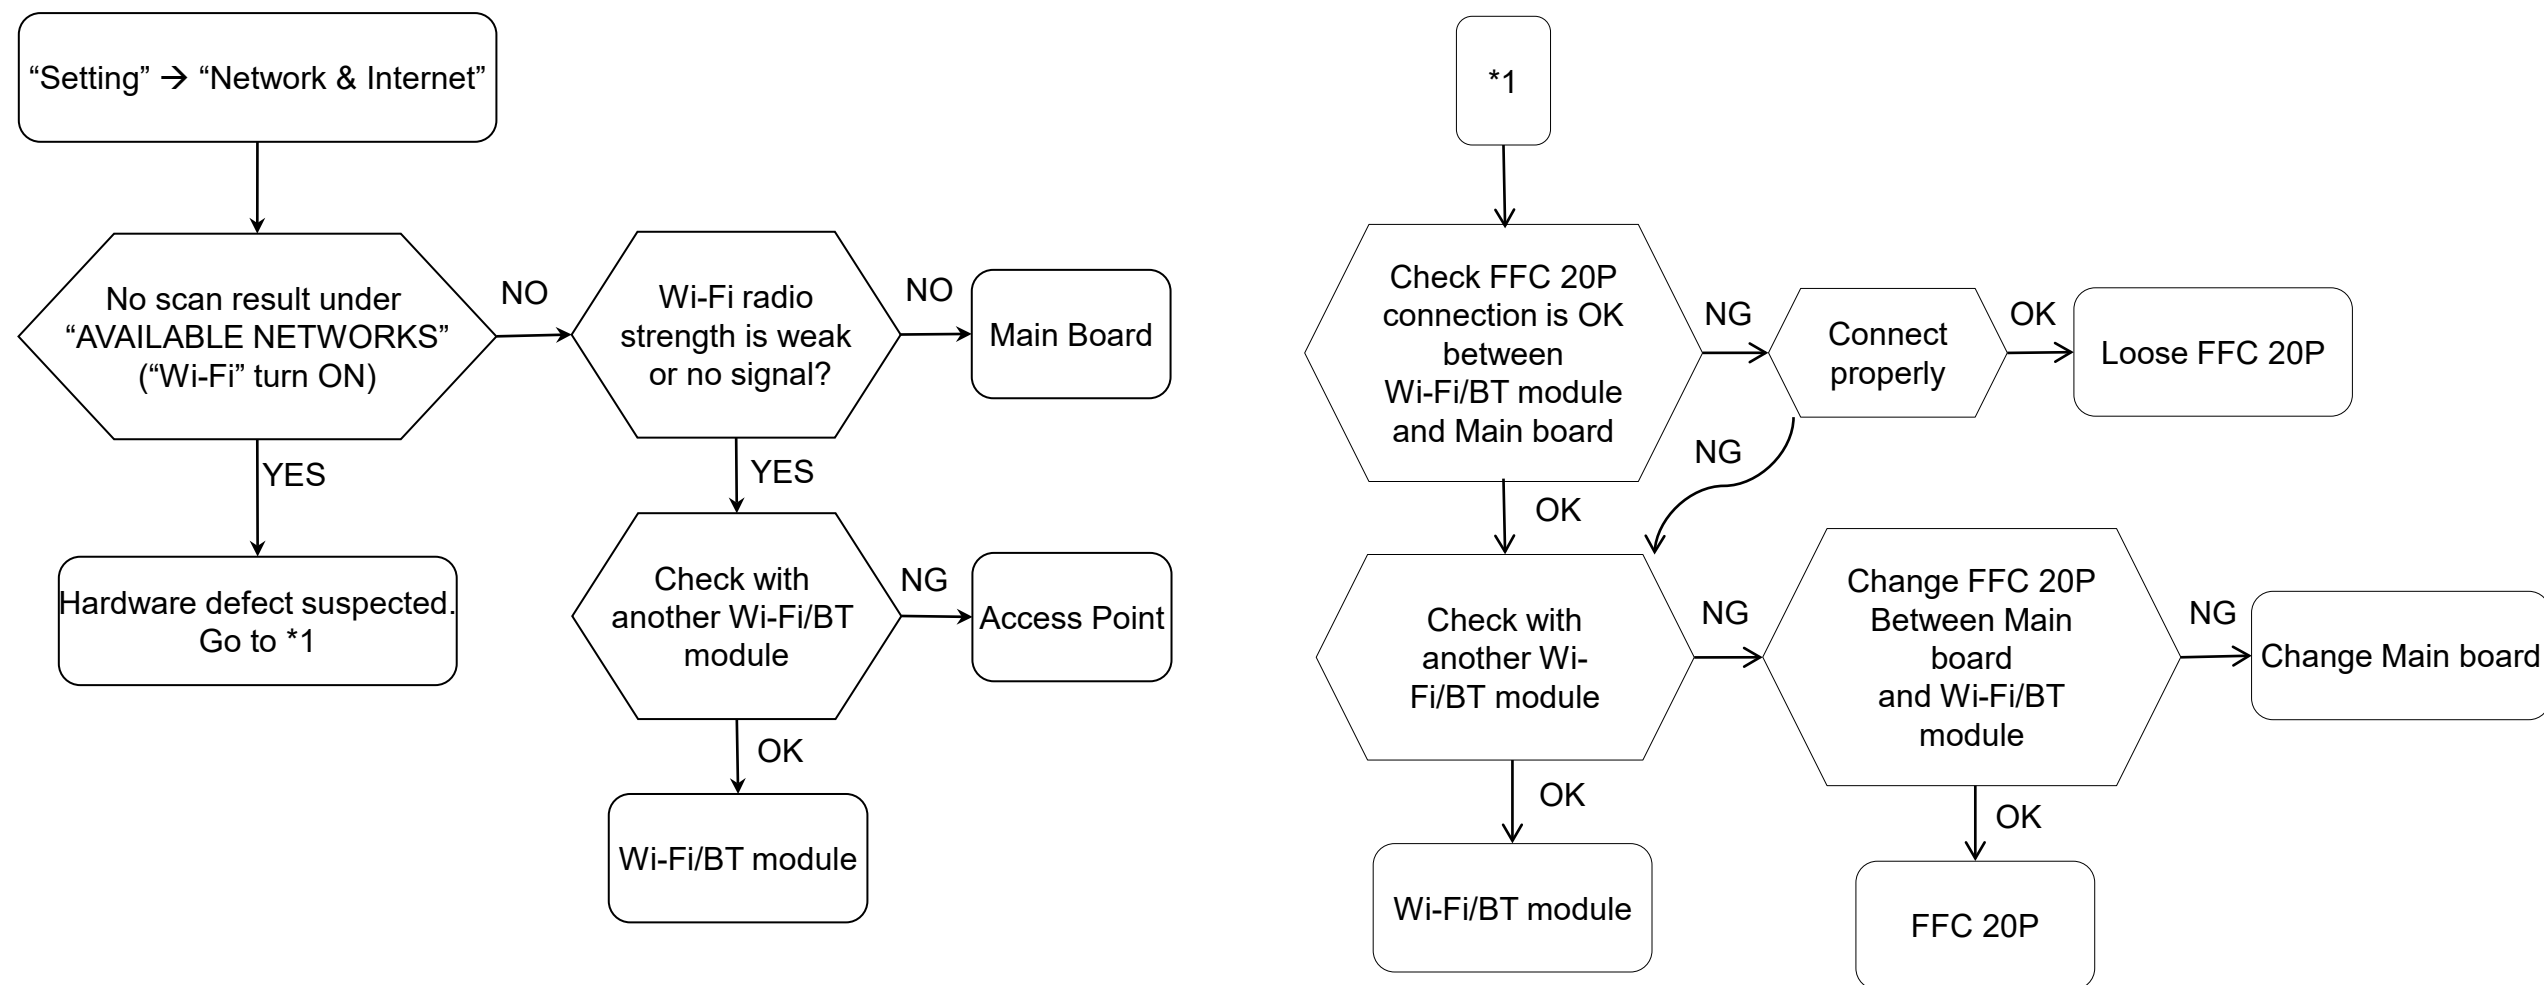 “Setting” → “Network & Internet”
No scan result under
“AVAILABLE NETWORKS”
(“Wi-Fi” turn ON)
NO
Wi-Fi radio
strength is weak
or no signal?
NO
Main Board
YES
YES
Hardware defect suspected.
Go to *1
Check with
another Wi-Fi/BT
module
NG
Access Point
OK
Wi-Fi/BT module
*1
Check FFC 20P
connection is OK
between
Wi-Fi/BT module
and Main board
NG
Connect
properly
OK
Loose FFC 20P
NG
OK
Check with
another Wi-
Fi/BT module
NG
Change FFC 20P
Between Main
board
and Wi-Fi/BT
module
NG
Change Main board
OK
Wi-Fi/BT module
OK
FFC 20P